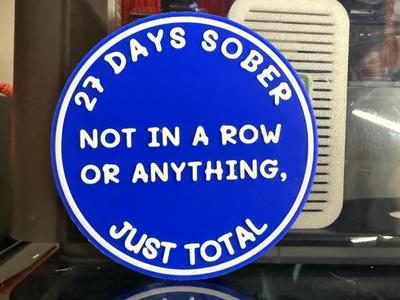 27 DAYS SOBER
NOT IN A ROW
OR ANYTHING,
JUST TOTAL